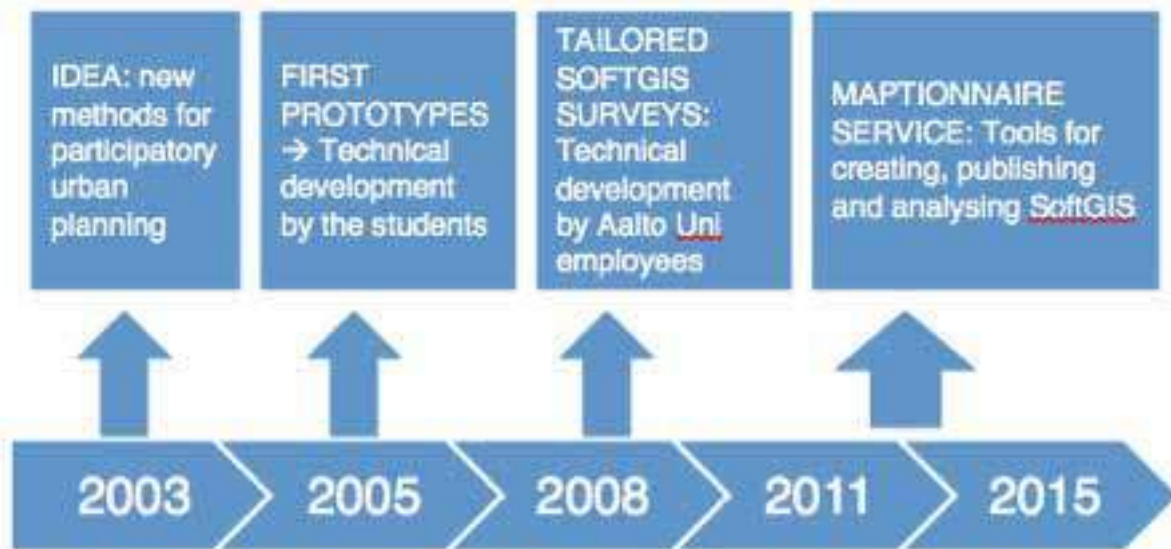 IDEA: new
methods for
participatory
urban
planning
FIRST
PROTOTYPES
→ Technical
development
by the students
TAILORED
SOFTGIS
SURVEYS:
Technical
development
by Aalto Uni
employees
MAPTIONNAIRE
SERVICE: Tools for
creating, publishing
and analysing SoftGIS
2003
2005
2008
2011
2015